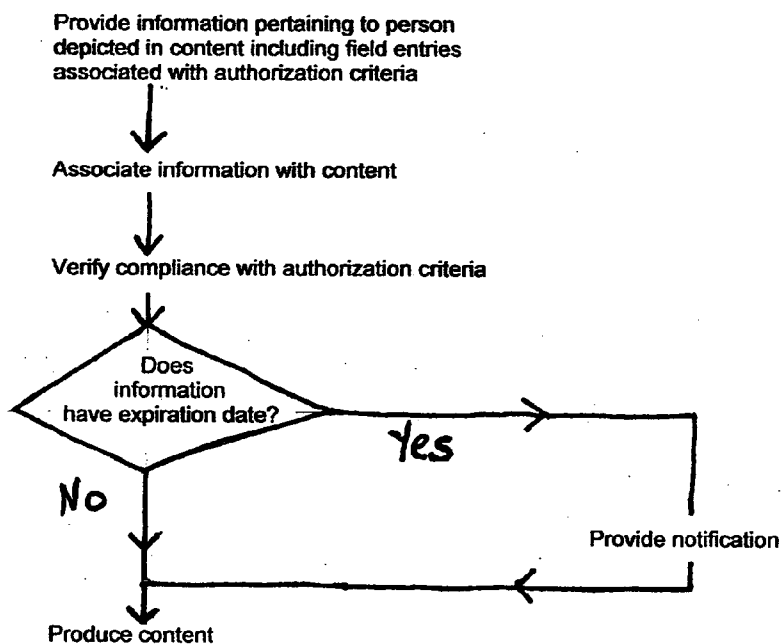 Provide information pertaining to person
depicted in content including field entries
associated with authorization criteria
Associate information with content
Verify compliance with authorization criteria
Does
information
have expiration date?
Yes
No
Provide notification
Produce content